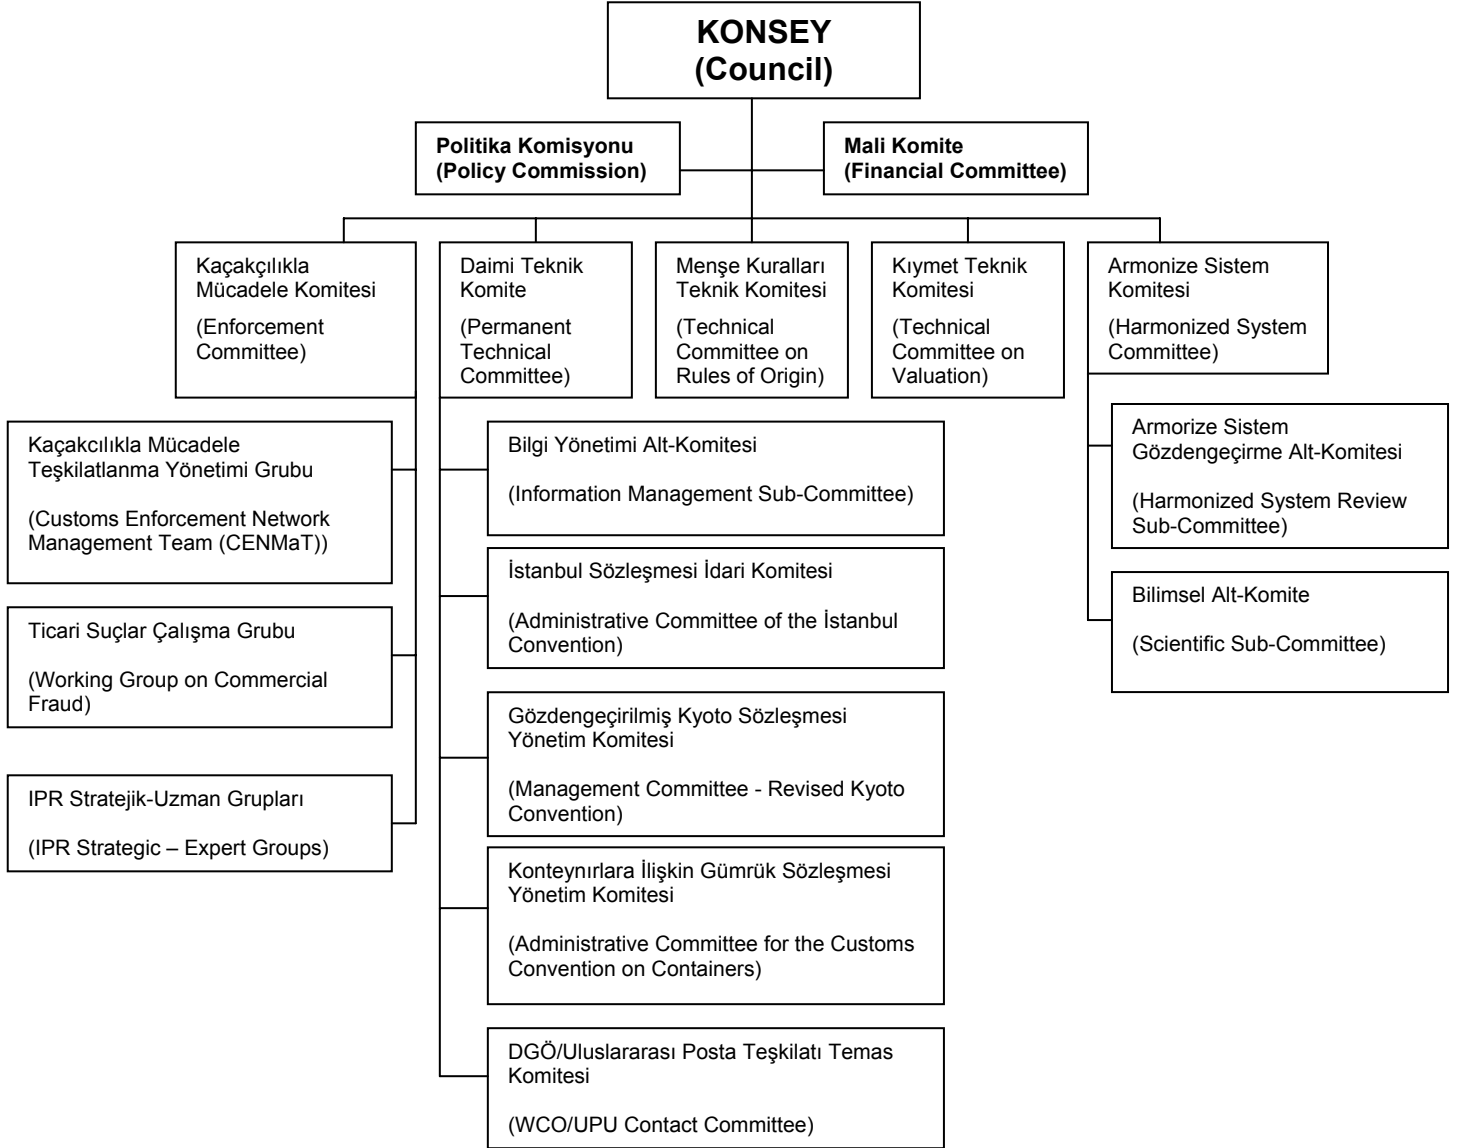 KONSEY
(Council)
Politika Komisyonu
(Policy Commission)
Mali Komite
(Financial Committee)
Kaçakçılıkla
Mücadele Komitesi
(Enforcement
Committee)
Daimi Teknik
Komite
(Permanent
Technical
Committee)
Menşe Kuralları
Teknik Komitesi
(Technical
Committee on
Rules of Origin)
Kıymet Teknik
Komitesi
(Technical
Committee on
Valuation)
Armonize Sistem
Komitesi
(Harmonized System
Committee)
Kaçakcılıkla Mücadele
Teşkilatlanma Yönetimi Grubu
(Customs Enforcement Network
Management Team (CENMaT))
Ticari Suçlar Çalışma Grubu
(Working Group on Commercial
Fraud)
IPR Stratejik-Uzman Grupları
(IPR Strategic – Expert Groups)
Bilgi Yönetimi Alt-Komitesi
(Information Management Sub-Committee)
İstanbul Sözleşmesi İdari Komitesi
(Administrative Committee of the İstanbul
Convention)
Gözdengeçirilmiş Kyoto Sözleşmesi
Yönetim Komitesi
(Management Committee - Revised Kyoto
Convention)
Konteynırlara İlişkin Gümrük Sözleşmesi
Yönetim Komitesi
(Administrative Committee for the Customs
Convention on Containers)
DGÖ/Uluslararası Posta Teşkilatı Temas
Komitesi
(WCO/UPU Contact Committee)
Armorize Sistem
Gözdengeçirme Alt-Komitesi
(Harmonized System Review
Sub-Committee)
Bilimsel Alt-Komite
(Scientific Sub-Committee)